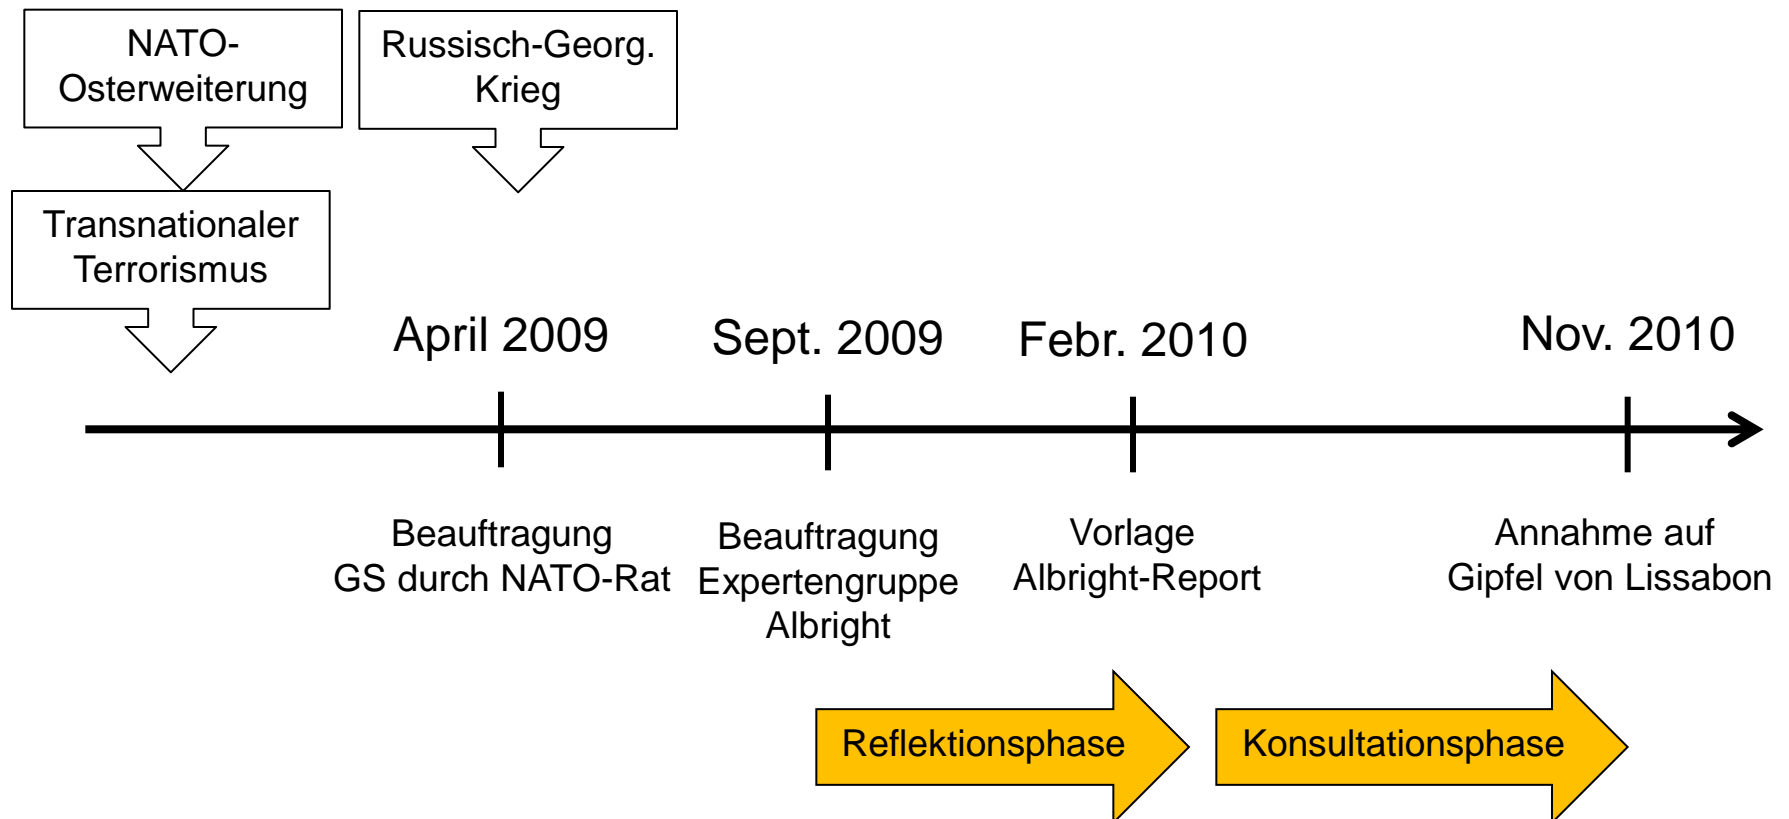 NATO-
Osterweiterung
Russisch-Georg.
Krieg
Transnationaler
Terrorismus
April 2009
Sept. 2009
Febr. 2010
Nov. 2010
Beauftragung
GS durch NATO-Rat
Beauftragung
Expertengruppe
Albright
Vorlage
Albright-Report
Annahme auf
Gipfel von Lissabon
Reflektionsphase
Konsultationsphase